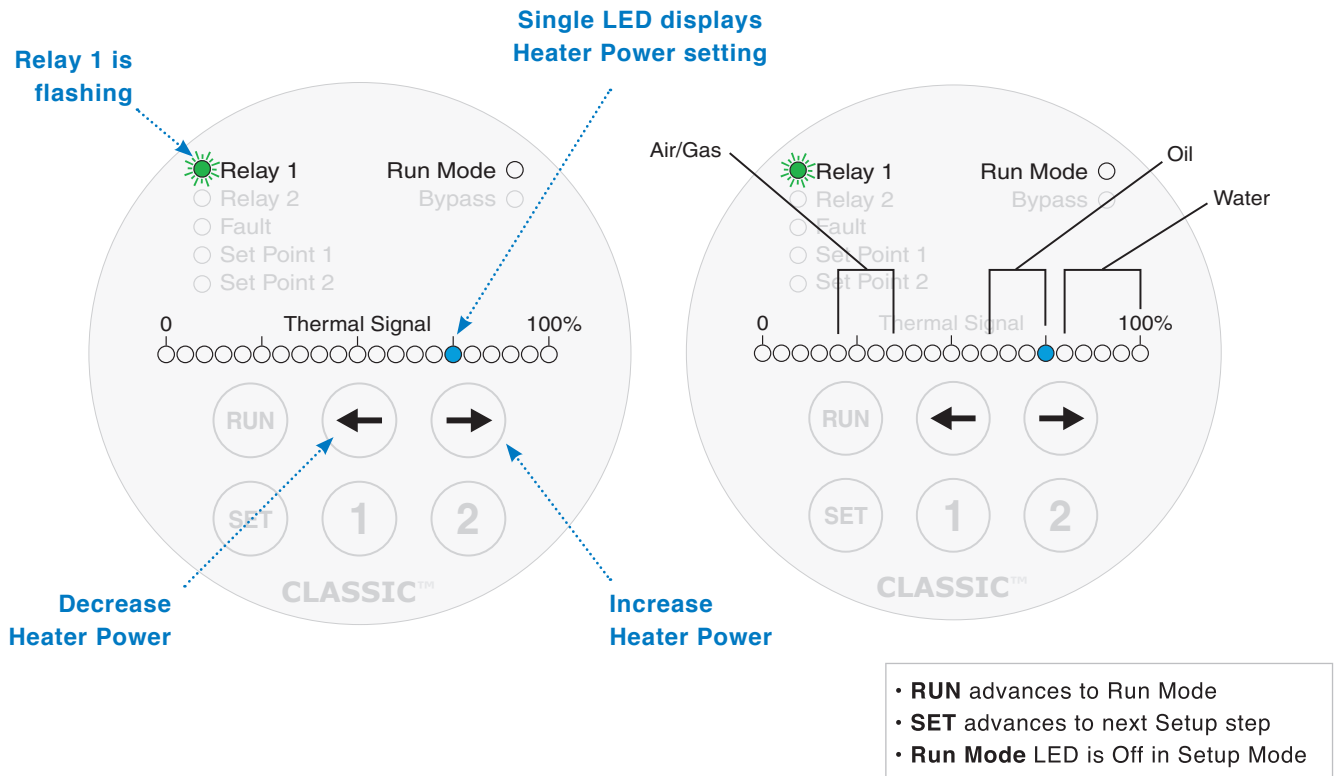 Single LED displays
Heater Power setting
Relay 1 is
flashing
Relay 1
Run Mode
Relay 2
Bypass
Fault
Set Point 1
Set Point 2
0
Thermal Signal
100%
RUN
SET
1
2
CLASSIC™
Decrease
Heater Power
Increase
Heater Power
Air/Gas
Oil
Water
Relay 1
Run Mode
Relay 2
Bypass
Fault
Set Point 1
Set Point 2
0
Thermal Signal
100%
RUN
SET
1
2
CLASSIC™
• RUN advances to Run Mode
• SET advances to next Setup step
• Run Mode LED is Off in Setup Mode